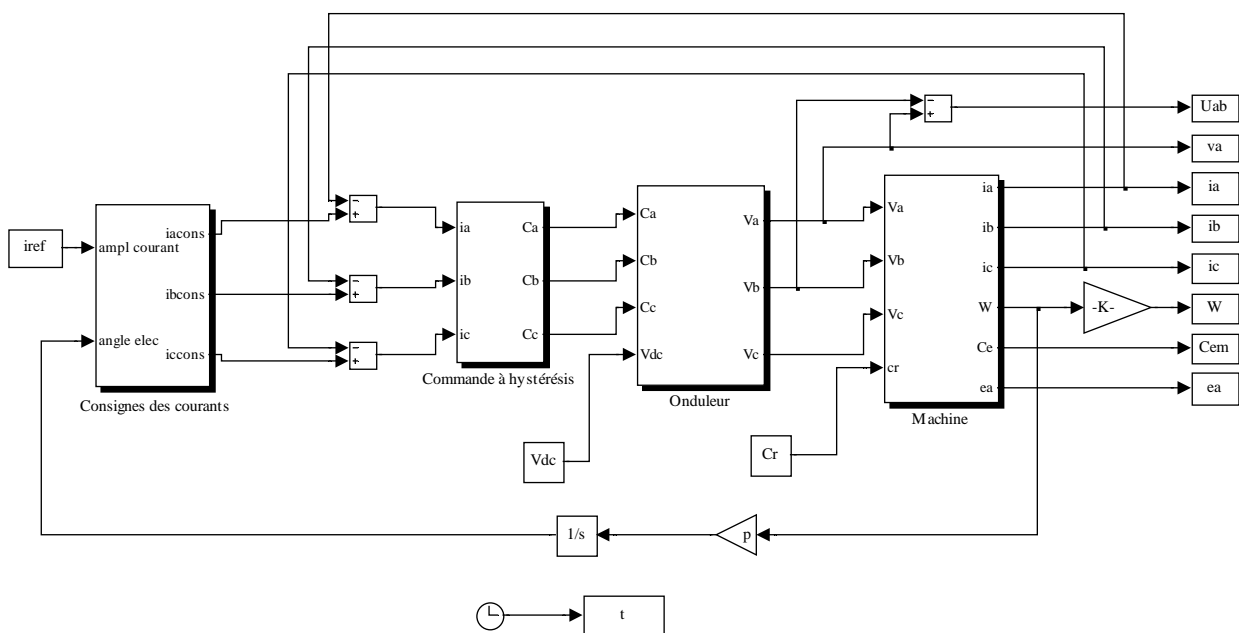 iref
ampl courant
angle elec
iacons
ibcons
iccons
Consignes des courants
−
+
−
+
−
+
ia
ib
ic
Ca
Cb
Cc
Commande à hystérésis
Ca
Cb
Cc
Vdc
Va
Vb
Vc
Onduleur
Vdc
Cr
−
+
Va
Vb
Vc
cr
ia
ib
ic
W
Ce
ea
Machine
-K-
Uab
va
ia
ib
ic
W
Cem
ea
1/s
p
t